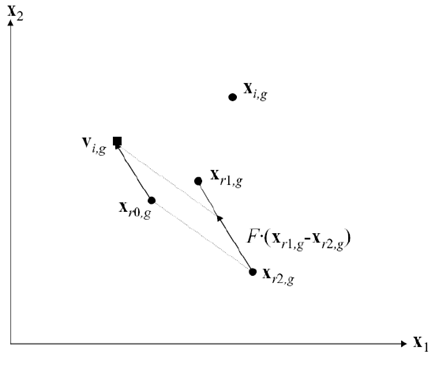 x2
xi,g
vi,g
xr1,g
xr0,g
F·(xr1,g-xr2,g)
xr2,g
x1